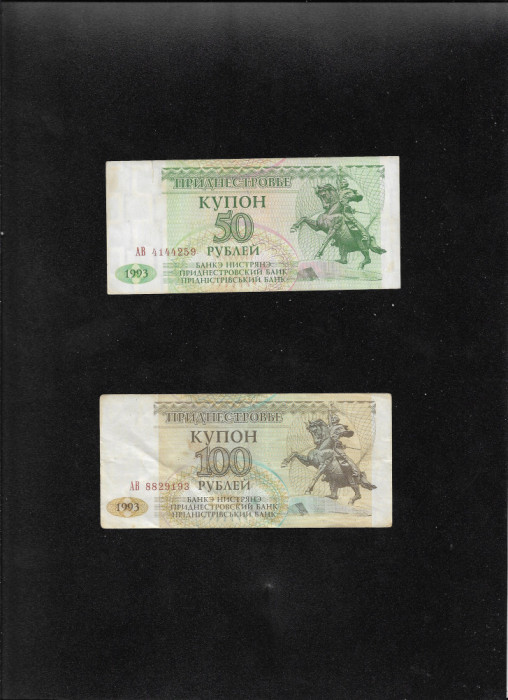 ПРИДНЕСТРОВЬЕ
КУПОН
50
АВ 4144259 РУБЛЕЙ
БАНКЭ НИСТРЯНЭ
1993 ПРИДНЕСТРОВСКИЙ БАНК
ПРИДНІСТРІВСЬКИЙ БАНК
ПРИДНЕСТРОВЬЕ
КУПОН
100
АВ 8829193 РУБЛЕЙ
БАНКЭ НИСТРЯНЭ
1993 ПРИДНЕСТРОВСКИЙ БАНК
ПРИДНІСТРІВСЬКИЙ БАНК